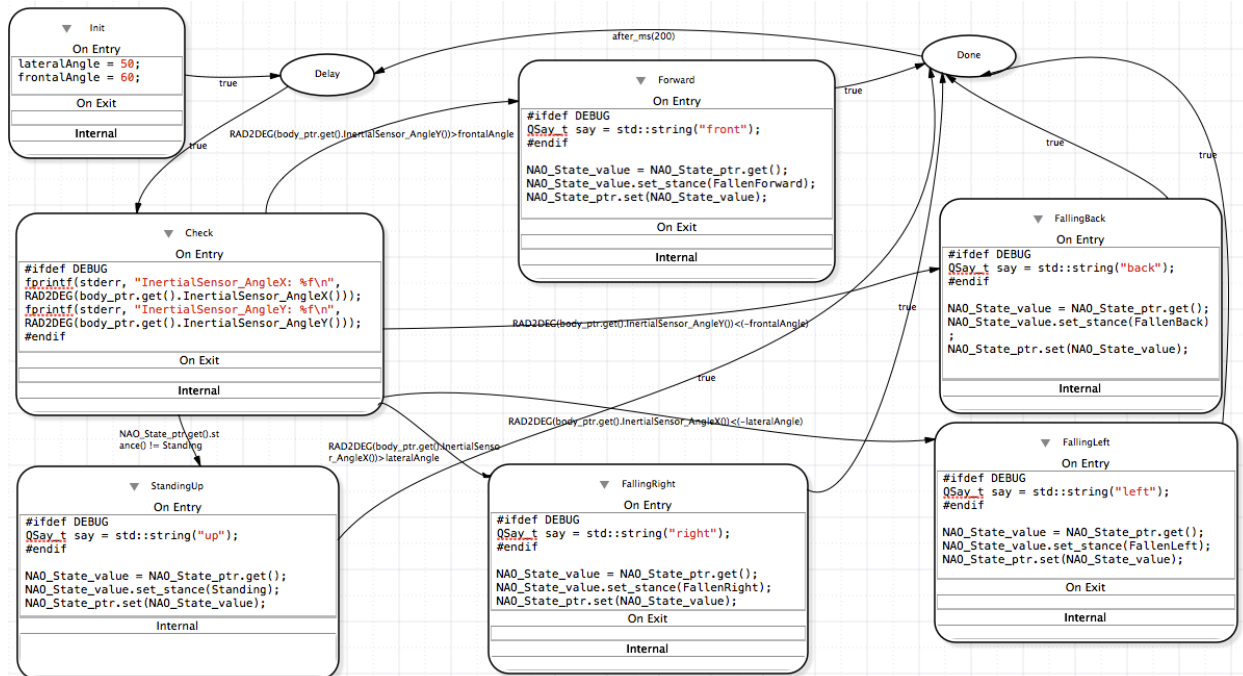 Init
On Entry
lateralAngle = 50;
frontalAngle = 60;
On Exit
Internal
true
Delay
true
after_ms(200)
Done
RAD2DEG(body_ptr.get().InertialSensor_AngleY())>frontalAngle
Forward
On Entry
#ifdef DEBUG
QSay_t say = std::string("front");
#endif
NAO_State_value = NAO_State_ptr.get();
NAO_State_value.set_stance(FallenForward);
NAO_State_ptr.set(NAO_State_value);
On Exit
Internal
true
true
true
Check
On Entry
#ifdef DEBUG
fprintf(stderr, "InertialSensor_AngleX: %f\n",
RAD2DEG(body_ptr.get().InertialSensor_AngleX()));
fprintf(stderr, "InertialSensor_AngleY: %f\n",
RAD2DEG(body_ptr.get().InertialSensor_AngleY()));
#endif
On Exit
Internal
FallingBack
On Entry
#ifdef DEBUG
QSay_t say = std::string("back");
#endif
NAO_State_value = NAO_State_ptr.get();
NAO_State_value.set_stance(FallenBack)
;
NAO_State_ptr.set(NAO_State_value);
Internal
RAD2DEG(body_ptr.get().InertialSensor_AngleY())<(-frontalAngle)
true
true
RAD2DEG(body_ptr.get().InertialSensor_AngleX())<(-lateralAngle)
NAO_State_ptr.get().st
ance() != Standing
RAD2DEG(body_ptr.get().InertialSenso
r_AngleX())>lateralAngle
StandingUp
On Entry
#ifdef DEBUG
QSay_t say = std::string("up");
#endif
NAO_State_value = NAO_State_ptr.get();
NAO_State_value.set_stance(Standing);
NAO_State_ptr.set(NAO_State_value);
Internal
FallingRight
On Entry
#ifdef DEBUG
QSay_t say = std::string("right");
#endif
NAO_State_value = NAO_State_ptr.get();
NAO_State_value.set_stance(FallenRight);
NAO_State_ptr.set(NAO_State_value);
On Exit
Internal
FallingLeft
On Entry
#ifdef DEBUG
QSay_t say = std::string("left");
#endif
NAO_State_value = NAO_State_ptr.get();
NAO_State_value.set_stance(FallenLeft);
NAO_State_ptr.set(NAO_State_value);
On Exit
Internal